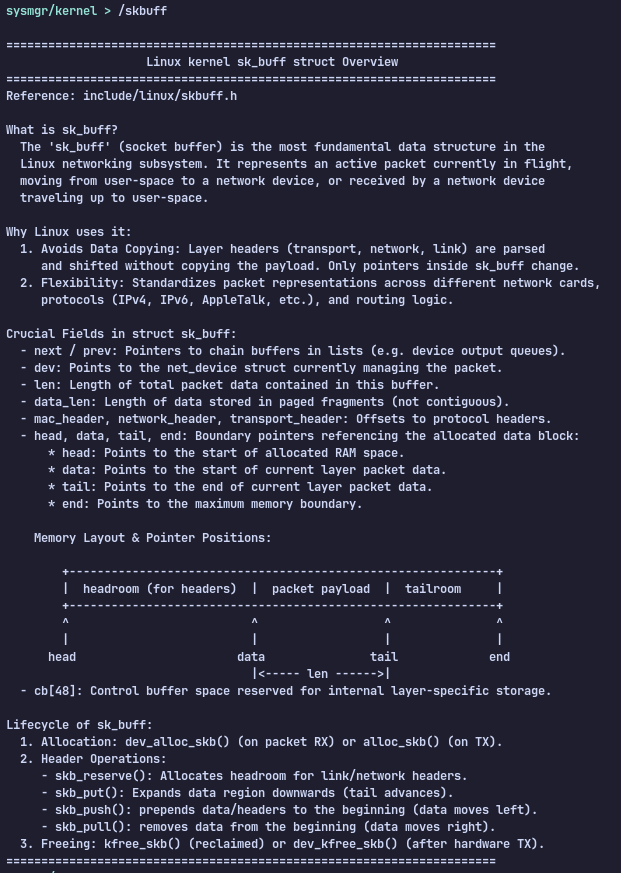 sysmgr/kernel > /skbuff

======================================================================
                    Linux kernel sk_buff struct Overview
======================================================================
Reference: include/linux/skbuff.h

What is sk_buff?
  The 'sk_buff' (socket buffer) is the most fundamental data structure in the
  Linux networking subsystem. It represents an active packet currently in flight,
  moving from user-space to a network device, or received by a network device
  traveling up to user-space.

Why Linux uses it:
  1. Avoids Data Copying: Layer headers (transport, network, link) are parsed
     and shifted without copying the payload. Only pointers inside sk_buff change.
  2. Flexibility: Standardizes packet representations across different network cards,
     protocols (IPv4, IPv6, AppleTalk, etc.), and routing logic.

Crucial Fields in struct sk_buff:
  - next / prev: Pointers to chain buffers in lists (e.g. device output queues).
  - dev: Points to the net_device struct currently managing the packet.
  - len: Length of total packet data contained in this buffer.
  - data_len: Length of data stored in paged fragments (not contiguous).
  - mac_header, network_header, transport_header: Offsets to protocol headers.
  - head, data, tail, end: Boundary pointers referencing the allocated data block:
      * head: Points to the start of allocated RAM space.
      * data: Points to the start of current layer packet data.
      * tail: Points to the end of current layer packet data.
      * end: Points to the maximum memory boundary.

    Memory Layout & Pointer Positions:

        +-------------------------------------------------------------+
        |  headroom (for headers)  |  packet payload  |  tailroom     |
        +-------------------------------------------------------------+
        ^                          ^                  ^               ^
        |                          |                  |               |
      head                       data               tail             end
                                   |<----- len ------>|
  - cb[48]: Control buffer space reserved for internal layer-specific storage.

Lifecycle of sk_buff:
  1. Allocation: dev_alloc_skb() (on packet RX) or alloc_skb() (on TX).
  2. Header Operations:
     - skb_reserve(): Allocates headroom for link/network headers.
     - skb_put(): Expands data region downwards (tail advances).
     - skb_push(): prepends data/headers to the beginning (data moves left).
     - skb_pull(): removes data from the beginning (data moves right).
  3. Freeing: kfree_skb() (reclaimed) or dev_kfree_skb() (after hardware TX).
======================================================================